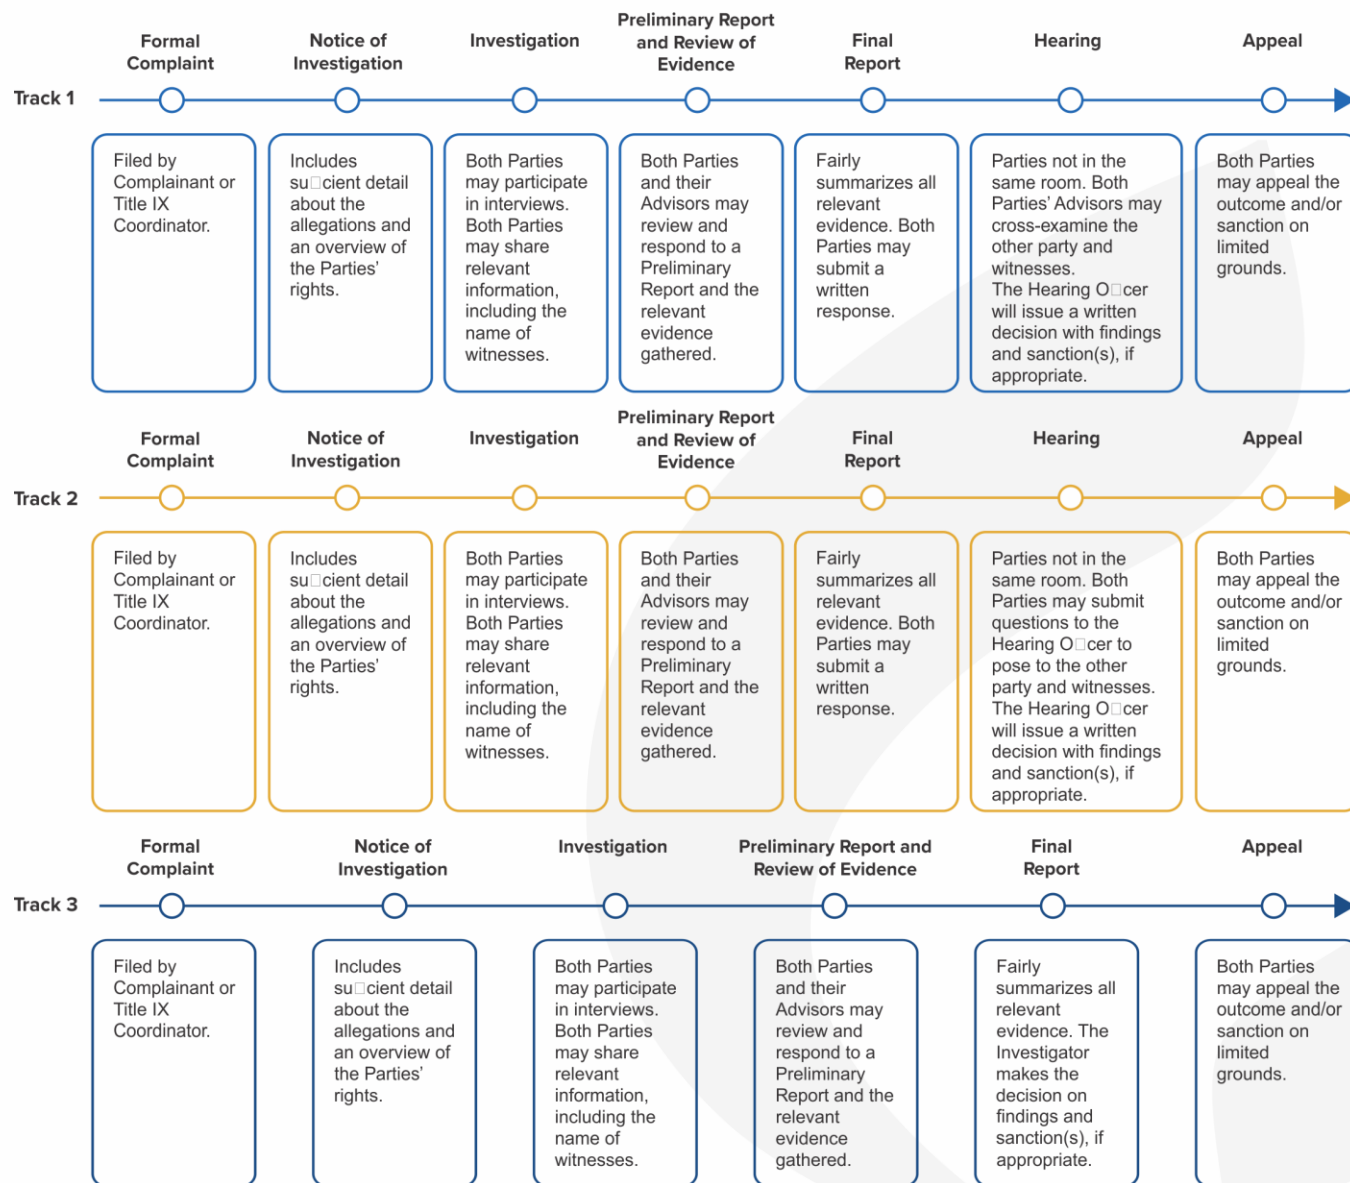 Formal
Complaint
Notice of
Investigation
Investigation
Preliminary Report
and Review of
Evidence
Final
Report
Hearing
Appeal
Track 1
Filed by
Complainant or
Title IX
Coordinator.
Includes
su□cient detail
about the
allegations and
an overview of
the Parties'
rights.
Both Parties
may participate
in interviews.
Both Parties
may share
relevant
information,
including the
name of
witnesses.
Both Parties
and their
Advisors may
review and
respond to a
Preliminary
Report and the
relevant
evidence
gathered.
Fairly
summarizes all
relevant
evidence. Both
Parties may
submit a
written
response.
Parties not in the
same room. Both
Parties' Advisors may
cross-examine the
other party and
witnesses.
The Hearing O□cer
will issue a written
decision with findings
and sanction(s), if
appropriate.
Both Parties
may appeal the
outcome and/or
sanction on
limited
grounds.
Formal
Complaint
Notice of
Investigation
Investigation
Preliminary Report
and Review of
Evidence
Final
Report
Hearing
Appeal
Track 2
Filed by
Complainant or
Title IX
Coordinator.
Includes
su□cient detail
about the
allegations and
an overview of
the Parties'
rights.
Both Parties
may participate
in interviews.
Both Parties
may share
relevant
information,
including the
name of
witnesses.
Both Parties
and their
Advisors may
review and
respond to a
Preliminary
Report and the
relevant
evidence
gathered.
Fairly
summarizes all
relevant
evidence. Both
Parties may
submit a
written
response.
Parties not in the
same room. Both
Parties may submit
questions to the
Hearing O□cer to
pose to the other
party and witnesses.
The Hearing O□cer
will issue a written
decision with findings
and sanction(s), if
appropriate.
Both Parties
may appeal the
outcome and/or
sanction on
limited
grounds.
Formal
Complaint
Notice of
Investigation
Investigation
Preliminary Report and
Review of Evidence
Final
Report
Appeal
Track 3
Filed by
Complainant or
Title IX
Coordinator.
Includes
su□cient detail
about the
allegations and
an overview of
the Parties'
rights.
Both Parties
may participate
in interviews.
Both Parties
may share
relevant
information,
including the
name of
witnesses.
Both Parties
and their
Advisors may
review and
respond to a
Preliminary
Report and the
relevant
evidence
gathered.
Fairly
summarizes all
relevant
evidence. The
Investigator
makes the
decision on
findings and
sanction(s), if
appropriate.
Both Parties
may appeal the
outcome and/or
sanction on
limited
grounds.